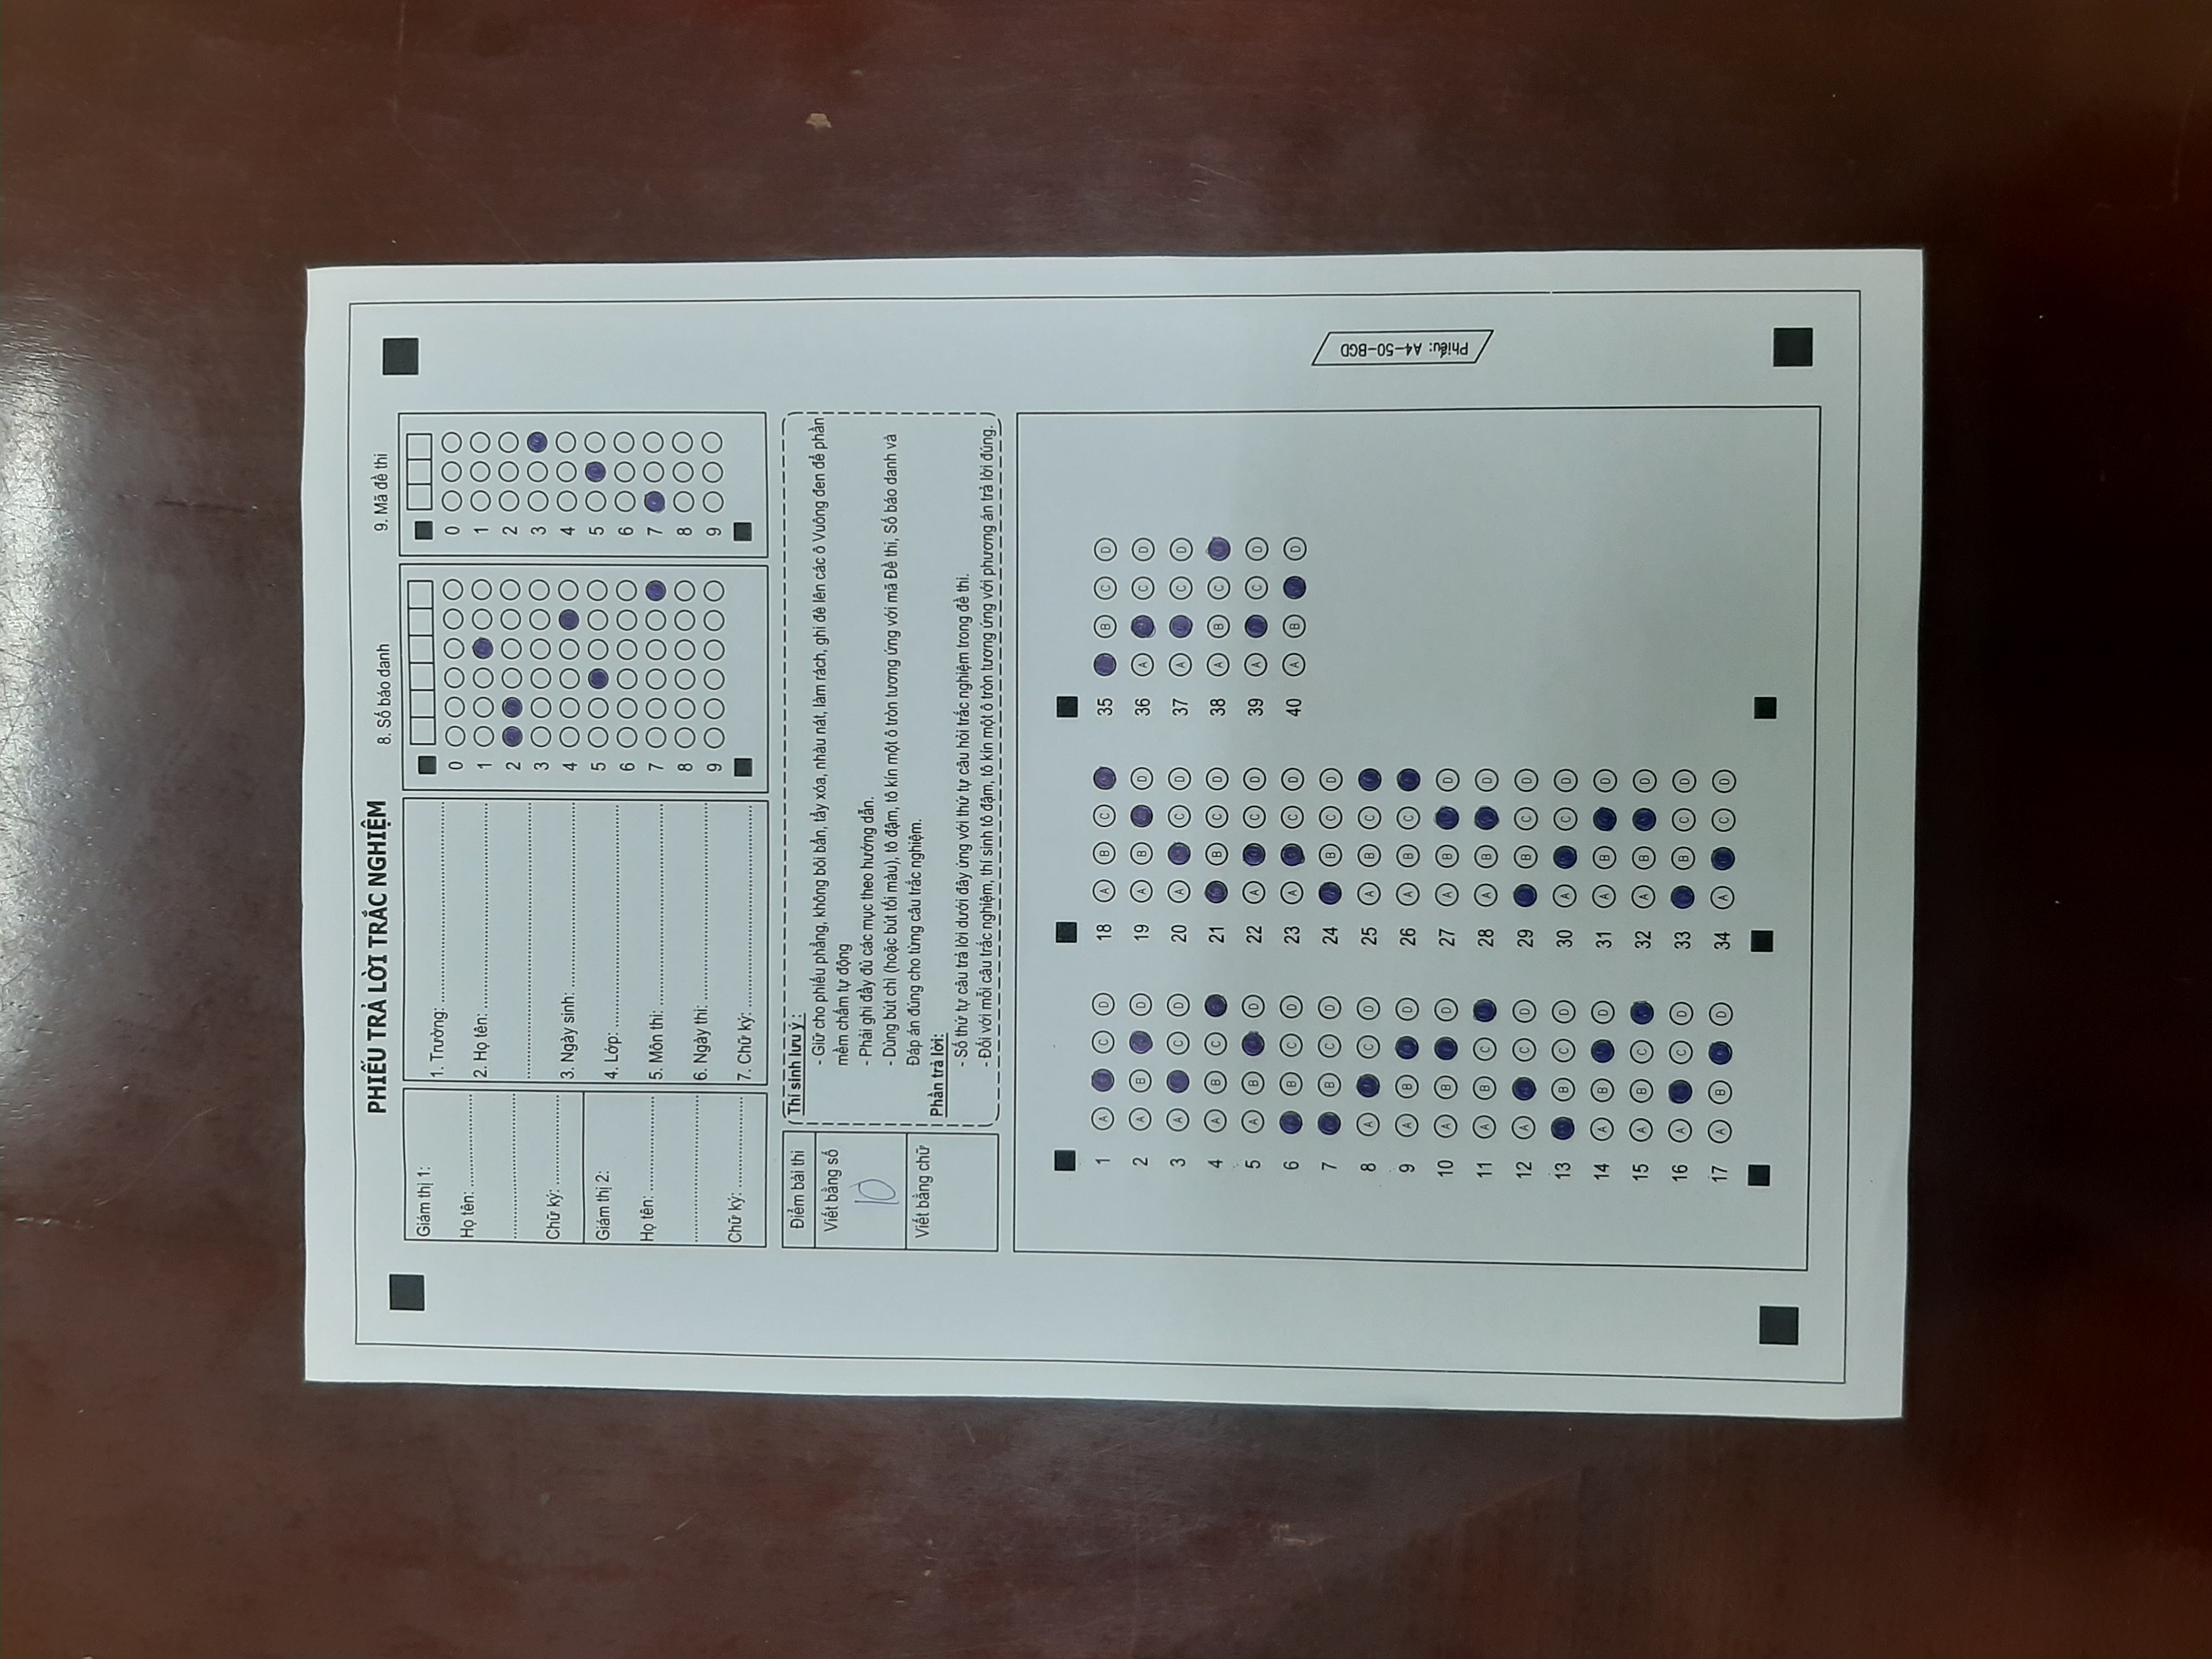 PHIẾU TRẢ LỜI TRẮC NGHIỆM
8. Số báo danh
9. Mã đề thi
Giám thị 1:
Họ tên: ......................
..................................
Chữ ký: .....................
Giám thị 2:
Họ tên: ......................
..................................
Chữ ký: .....................
1. Trường: ................................................
2. Họ tên: .................................................
..................................................................
3. Ngày sinh: ............................................
4. Lớp: ......................................................
5. Môn thi: ................................................
6. Ngày thi: ...............................................
7. Chữ ký: ................................................
0
1
2
3
4
5
6
7
8
9
0
1
2
3
4
5
6
7
8
9
Điểm bài thi
Viết bằng số
10
Viết bằng chữ
Thí sinh lưu ý :
- Giữ cho phiếu phẳng, không bôi bẩn, tẩy xóa, nhàu nát, làm rách, ghi đè lên các ô Vuông đen để phần
mềm chấm tự động
- Phải ghi đầy đủ các mục theo hướng dẫn.
- Dùng bút chì (hoặc bút tối màu), tô đậm, tô kín một ô tròn tương ứng với mã Đề thi, Số báo danh và
Đáp án đúng cho từng câu trắc nghiệm.
Phần trả lời:
- Số thứ tự câu trả lời dưới đây ứng với thứ tự câu hỏi trắc nghiệm trong đề thi.
- Đối với mỗi câu trắc nghiệm, thí sinh tô đậm, tô kín một ô tròn tương ứng với phương án trả lời đúng.
1 A C D
2 A B D
3 A C D
4 A B C
5 A B D
6 B C D
7 B C D
8 A C D
9 A B D
10 A B D
11 A B C
12 A C D
13 B C D
14 A B D
15 A B C
16 A C D
17 A B D
18 A B C
19 A B D
20 A C D
21 B C D
22 A C D
23 A C D
24 B C D
25 A B C
26 A B C
27 A B D
28 A B D
29 B C D
30 A C D
31 A B D
32 A B D
33 B C D
34 A C D
35 B C D
36 A C D
37 A C D
38 A B C
39 A C D
40 A B D
Phiếu: A4-50-BGD